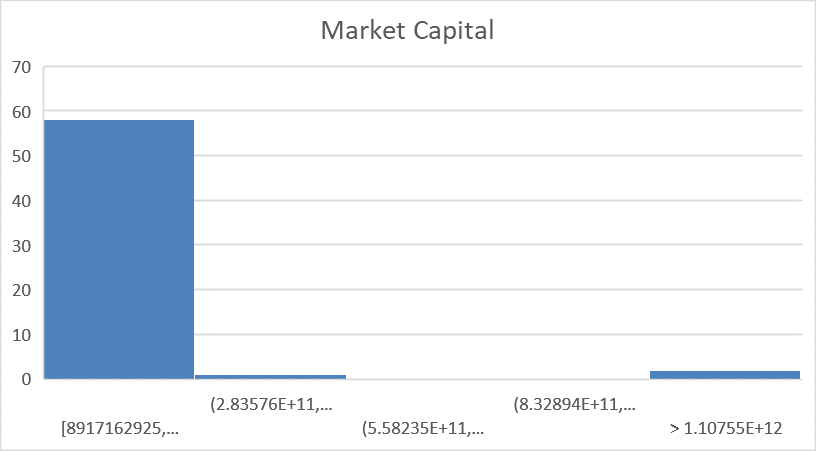 Market Capital
70
60
50
40
30
20
10
0
(2.83576E+11,...
(8.32894E+11,...
[8917162925,...
(5.58235E+11,...
> 1.10755E+12